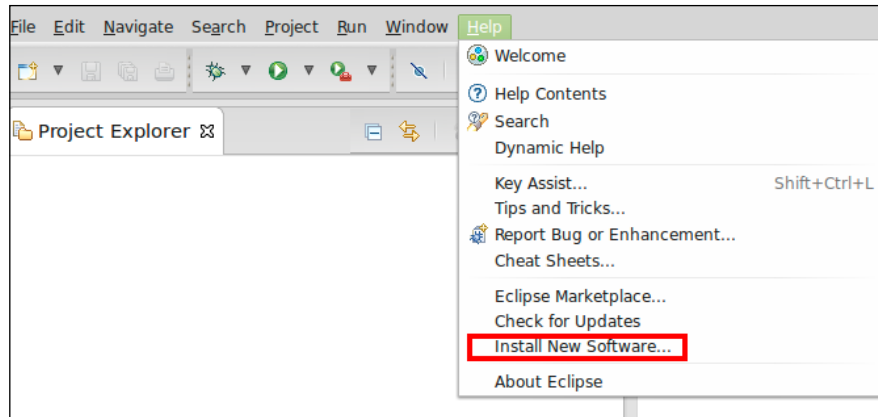 File Edit Navigate Search Project Run Window Help
Welcome
Help Contents
Project Explorer
Search
Dynamic Help
Key Assist... Shift+Ctrl+L
Tips and Tricks...
Report Bug or Enhancement...
Cheat Sheets...
Eclipse Marketplace...
Check for Updates
Install New Software...
About Eclipse